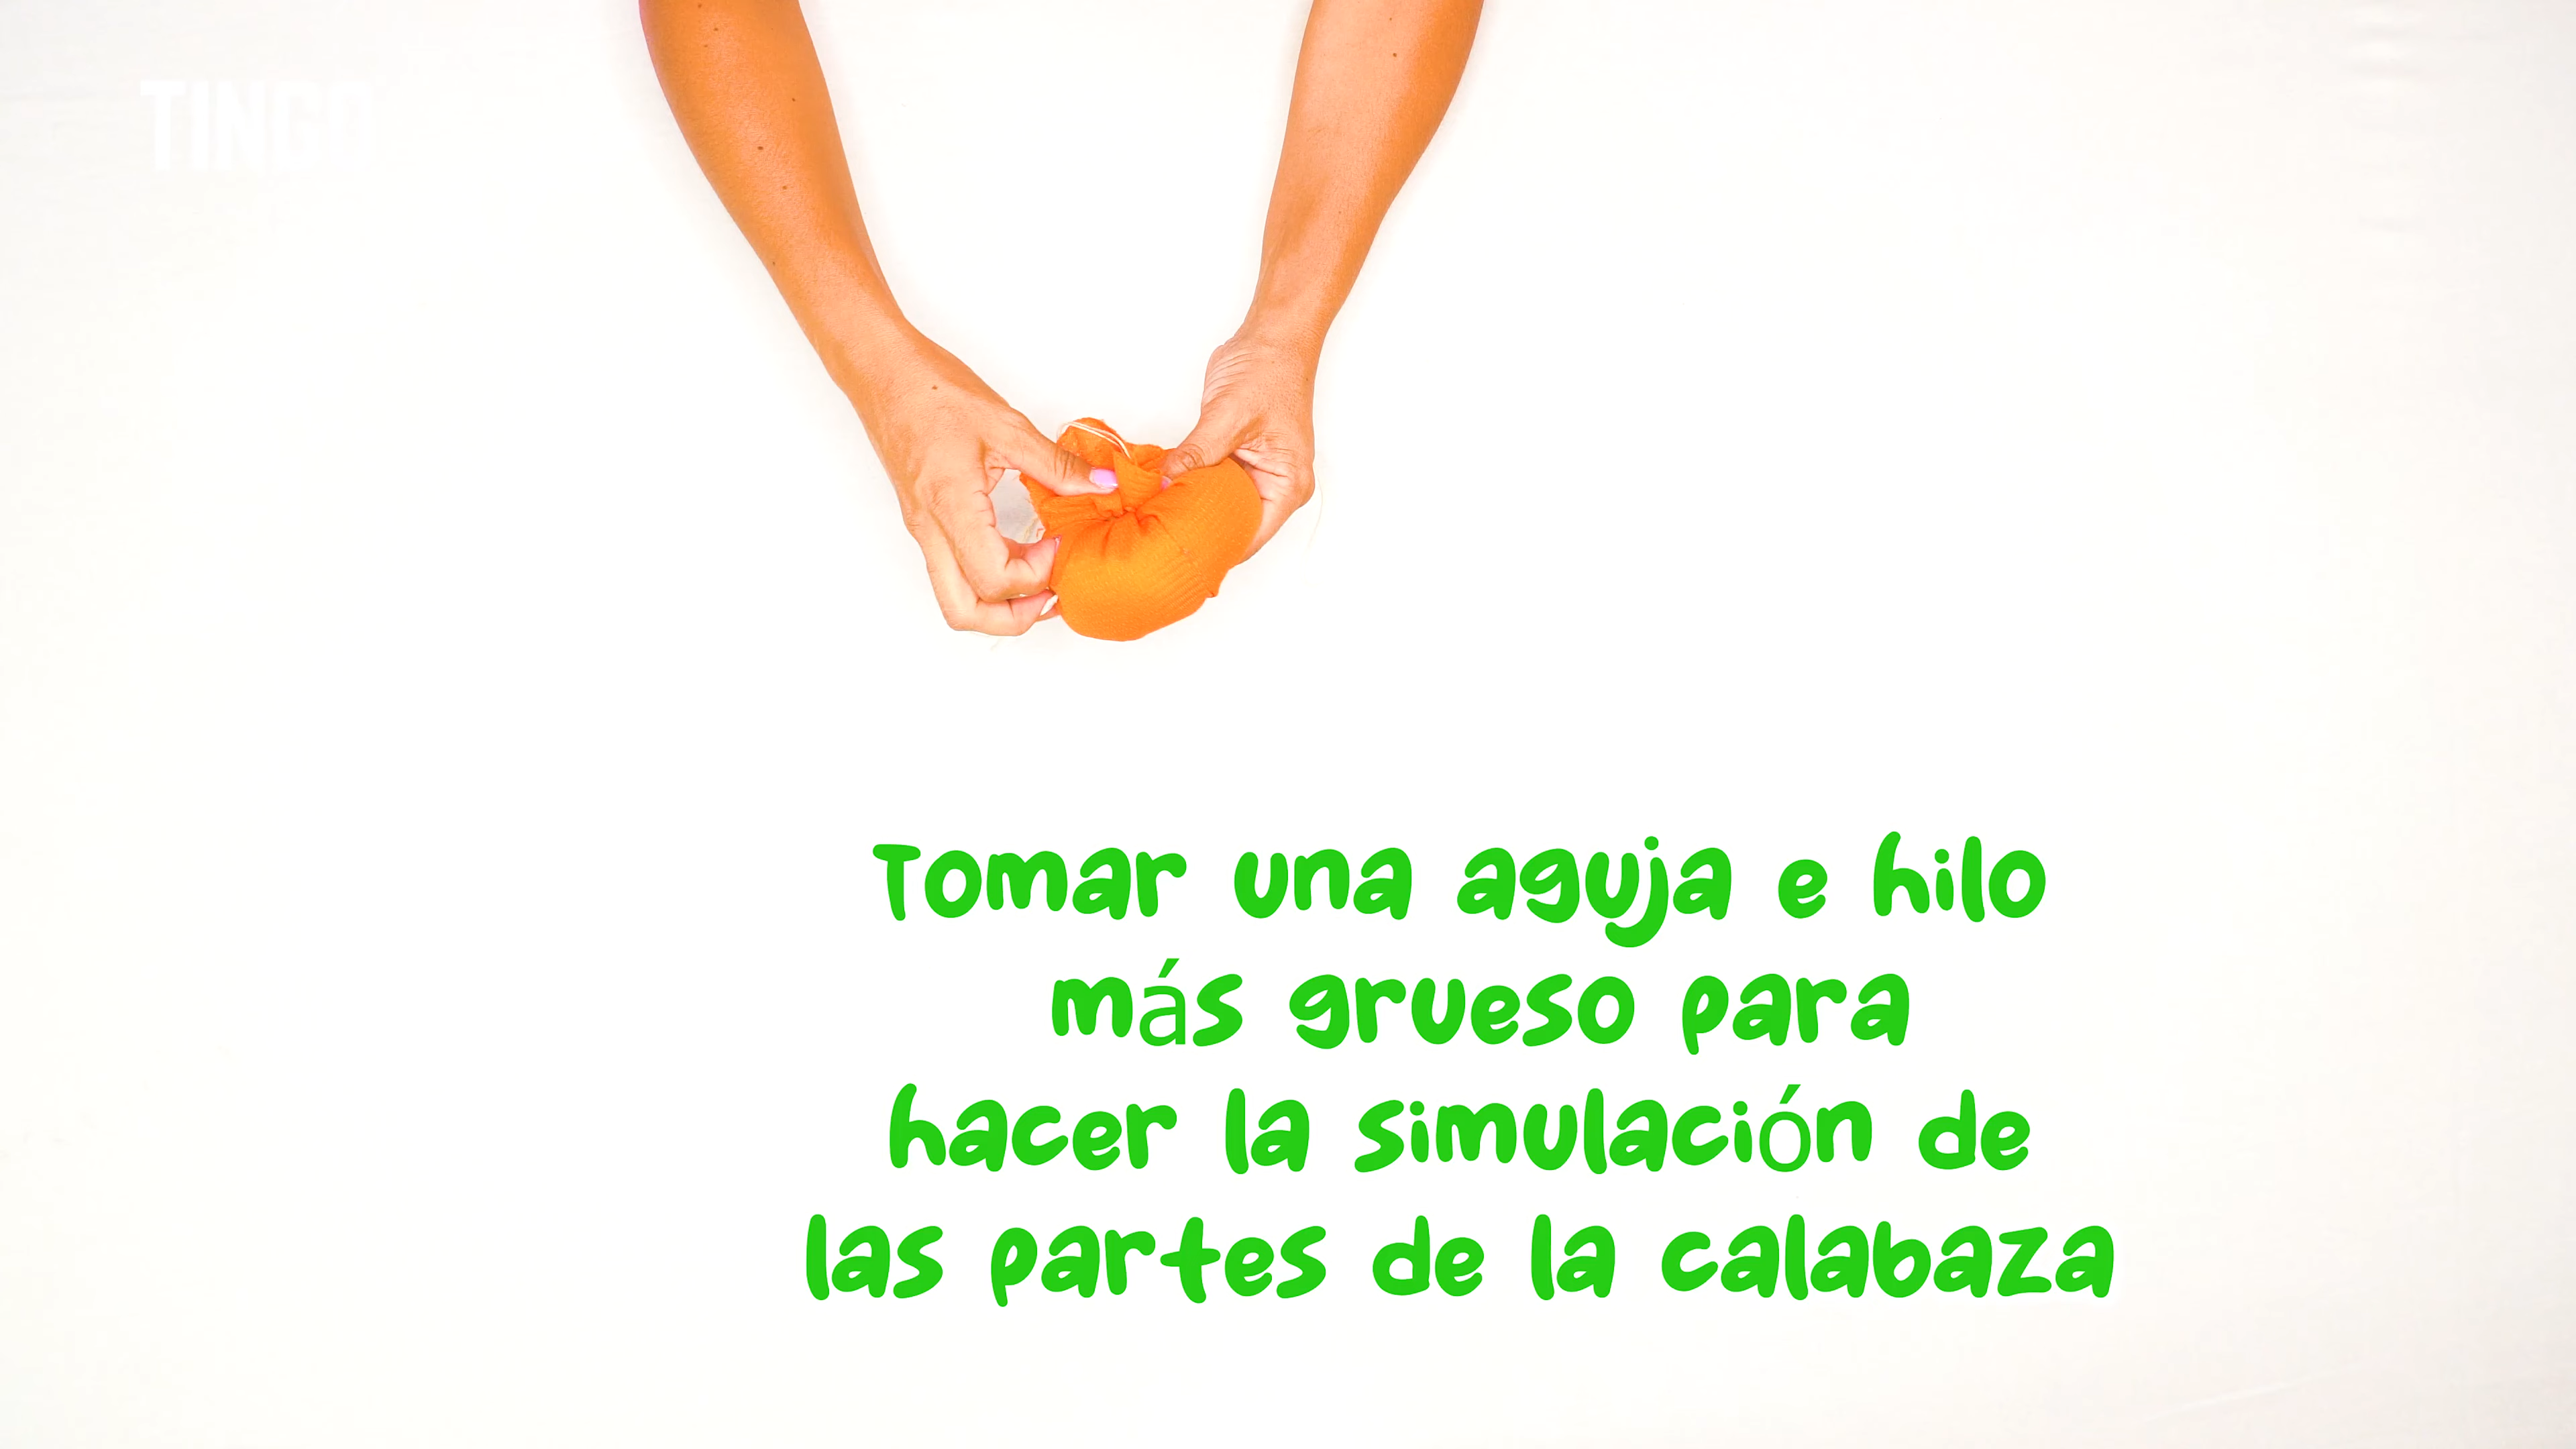 TINGO
Tomar una aguja e hilo
más grueso para
hacer la simulación de
las partes de la calabaza